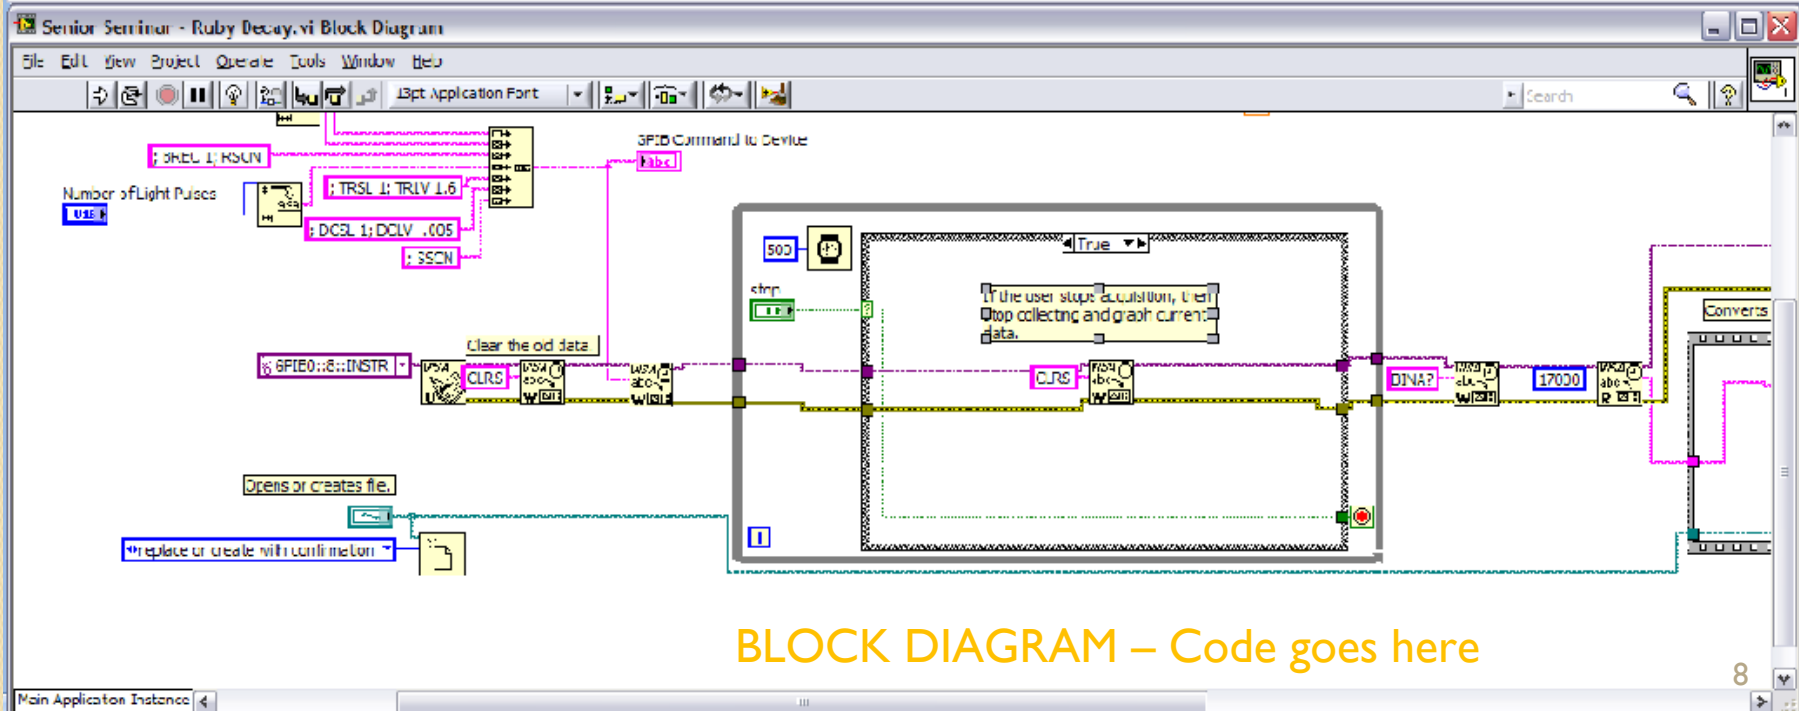 Senior Seminar - Ruby Decay.vi Block Diagram
File Edit View Project Operate Tools Window Help
13pt Application Font
Search
; BREC 1; RSCN
GPIB Command to Device
abc
Number of Light Pulses
U16
; TRSL 1; TRLV 1.6
; DCSL 1; DCLV .005
; SSCN
True
500
stop
If the user stops acquisition, then
stop collecting and graph current
data.
Converts
Clear the old data.
GPIB0::8::INSTR
CLRS
CLRS
DINA?
17000
Opens or creates file.
replace or create with confirmation
i
BLOCK DIAGRAM – Code goes here
8
Main Application Instance